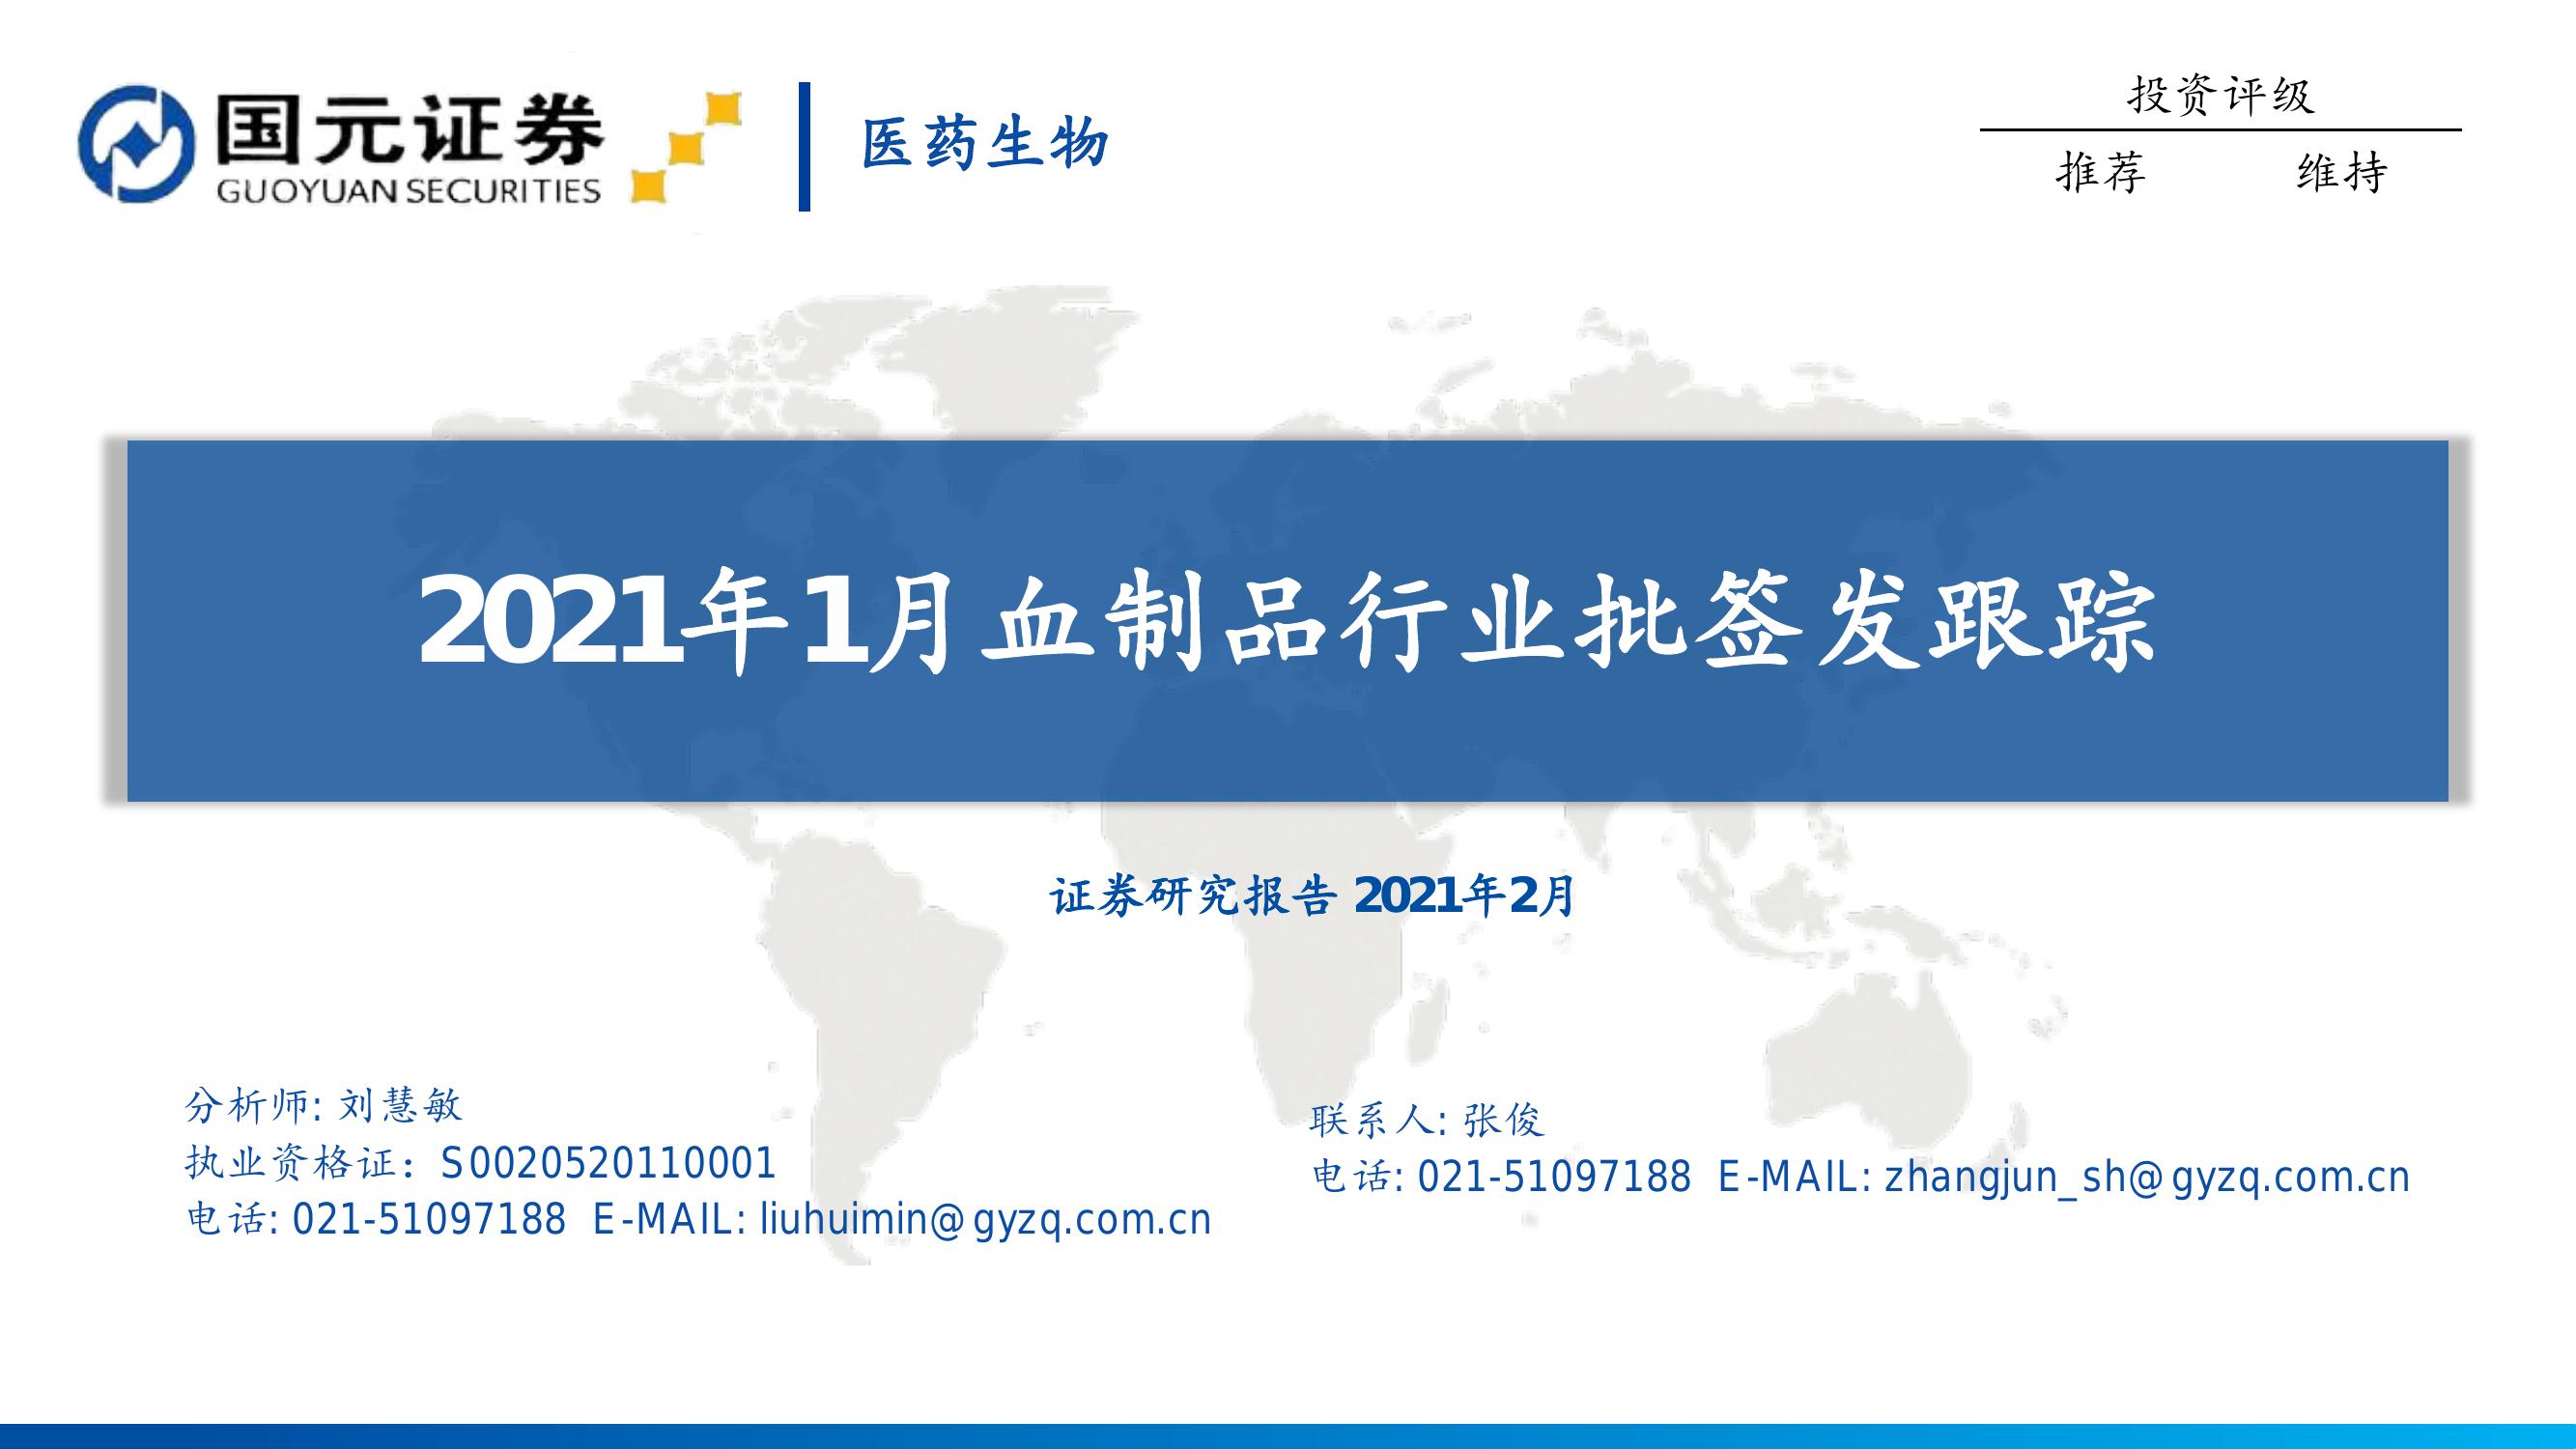 国元证券
GUOYUAN SECURITIES
医药生物
投资评级
推荐 维持
2021年1月血制品行业批签发跟踪
证券研究报告 2021年2月
分析师: 刘慧敏
执业资格证：S0020520110001
电话: 021-51097188 E-MAIL: liuhuimin@gyzq.com.cn
联系人: 张俊
电话: 021-51097188 E-MAIL: zhangjun_sh@gyzq.com.cn